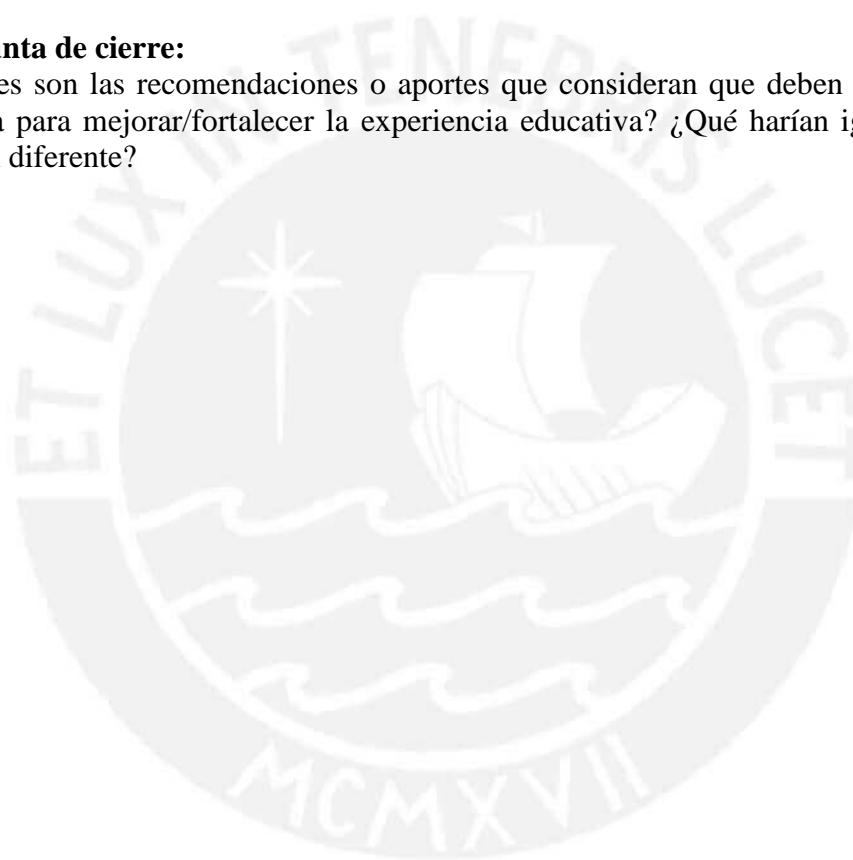 nta de cierre:
es son las recomendaciones o aportes que consideran que deben
para mejorar/fortalecer la experiencia educativa? ¿Qué harían
diferente?
ET LUX IN TENEBRIS LUCET
MCMXVII